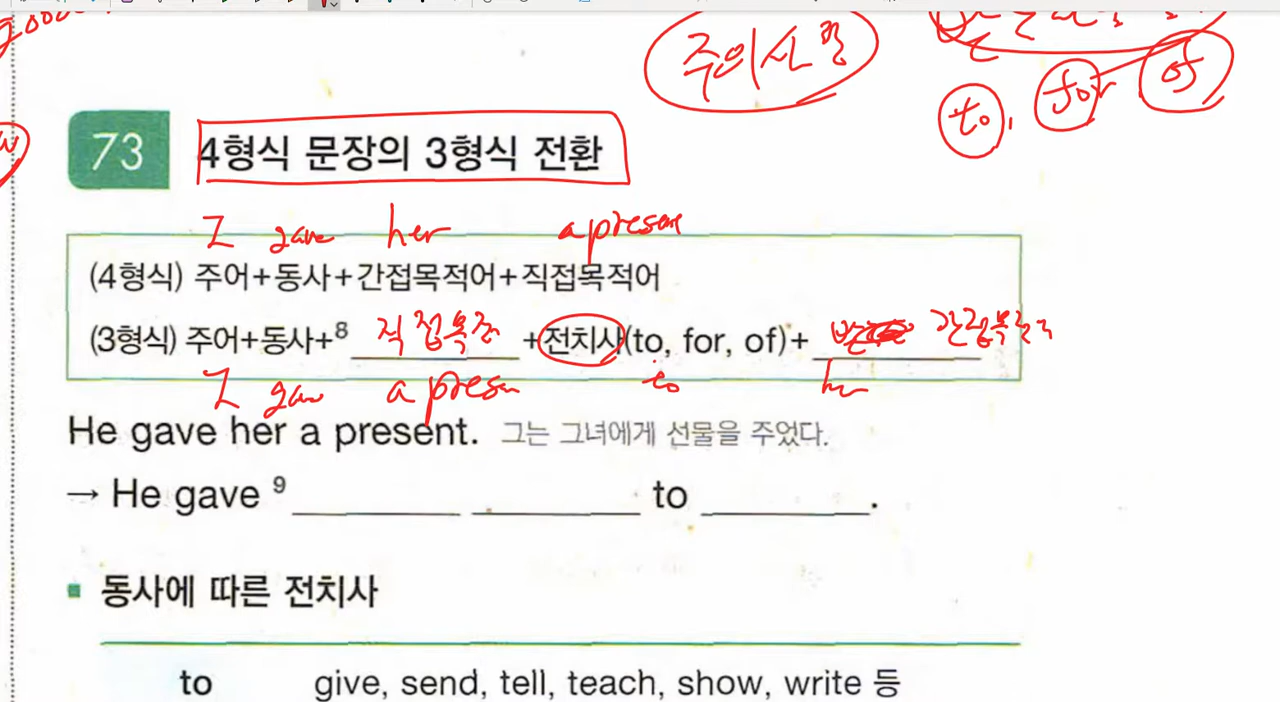 주의사항
to, for of
73 4형식 문장의 3형식 전환
I gave her a present
(4형식) 주어+동사+간접목적어+직접목적어
(3형식) 주어+동사+⁸ 직접목적 +전치사(to, for, of)+ 간접목적
I gave a presen to her
He gave her a present. 그는 그녀에게 선물을 주었다.
→ He gave ⁹ ________ ________ to ________.
▪ 동사에 따른 전치사
to give, send, tell, teach, show, write 등